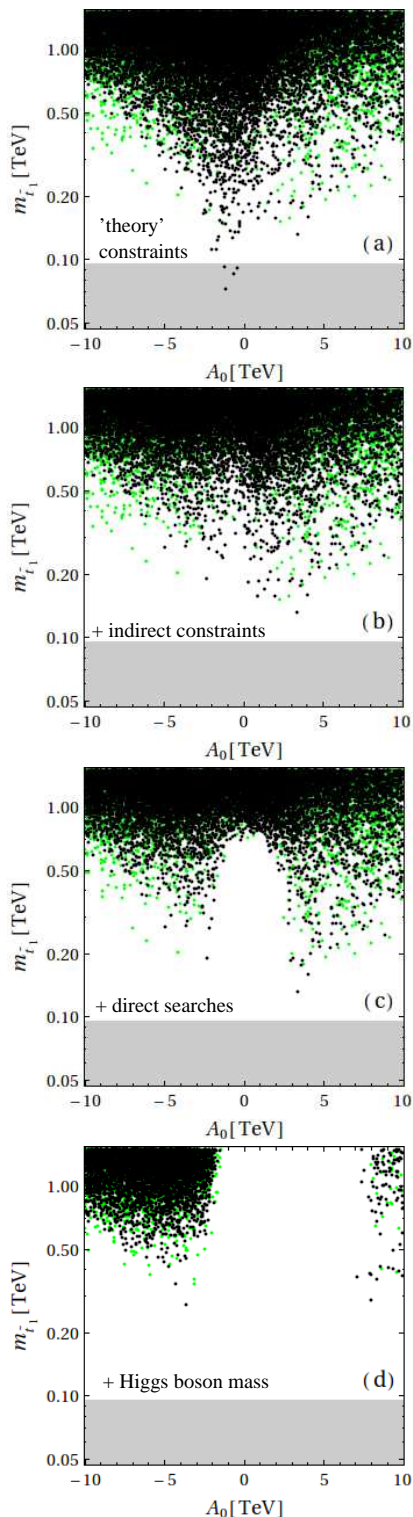 1.00
0.50
0.20
0.10
0.05
m_{t̃_1} [TeV]
'theory'
constraints
(a)
−10 −5 0 5 10
A_0 [TeV]
1.00
0.50
0.20
0.10
0.05
m_{t̃_1} [TeV]
(b)
+ indirect constraints
−10 −5 0 5 10
A_0 [TeV]
1.00
0.50
0.20
0.10
0.05
m_{t̃_1} [TeV]
(c)
+ direct searches
−10 −5 0 5 10
A_0 [TeV]
1.00
0.50
0.20
0.10
0.05
m_{t̃_1} [TeV]
+ Higgs boson mass
(d)
−10 −5 0 5 10
A_0 [TeV]